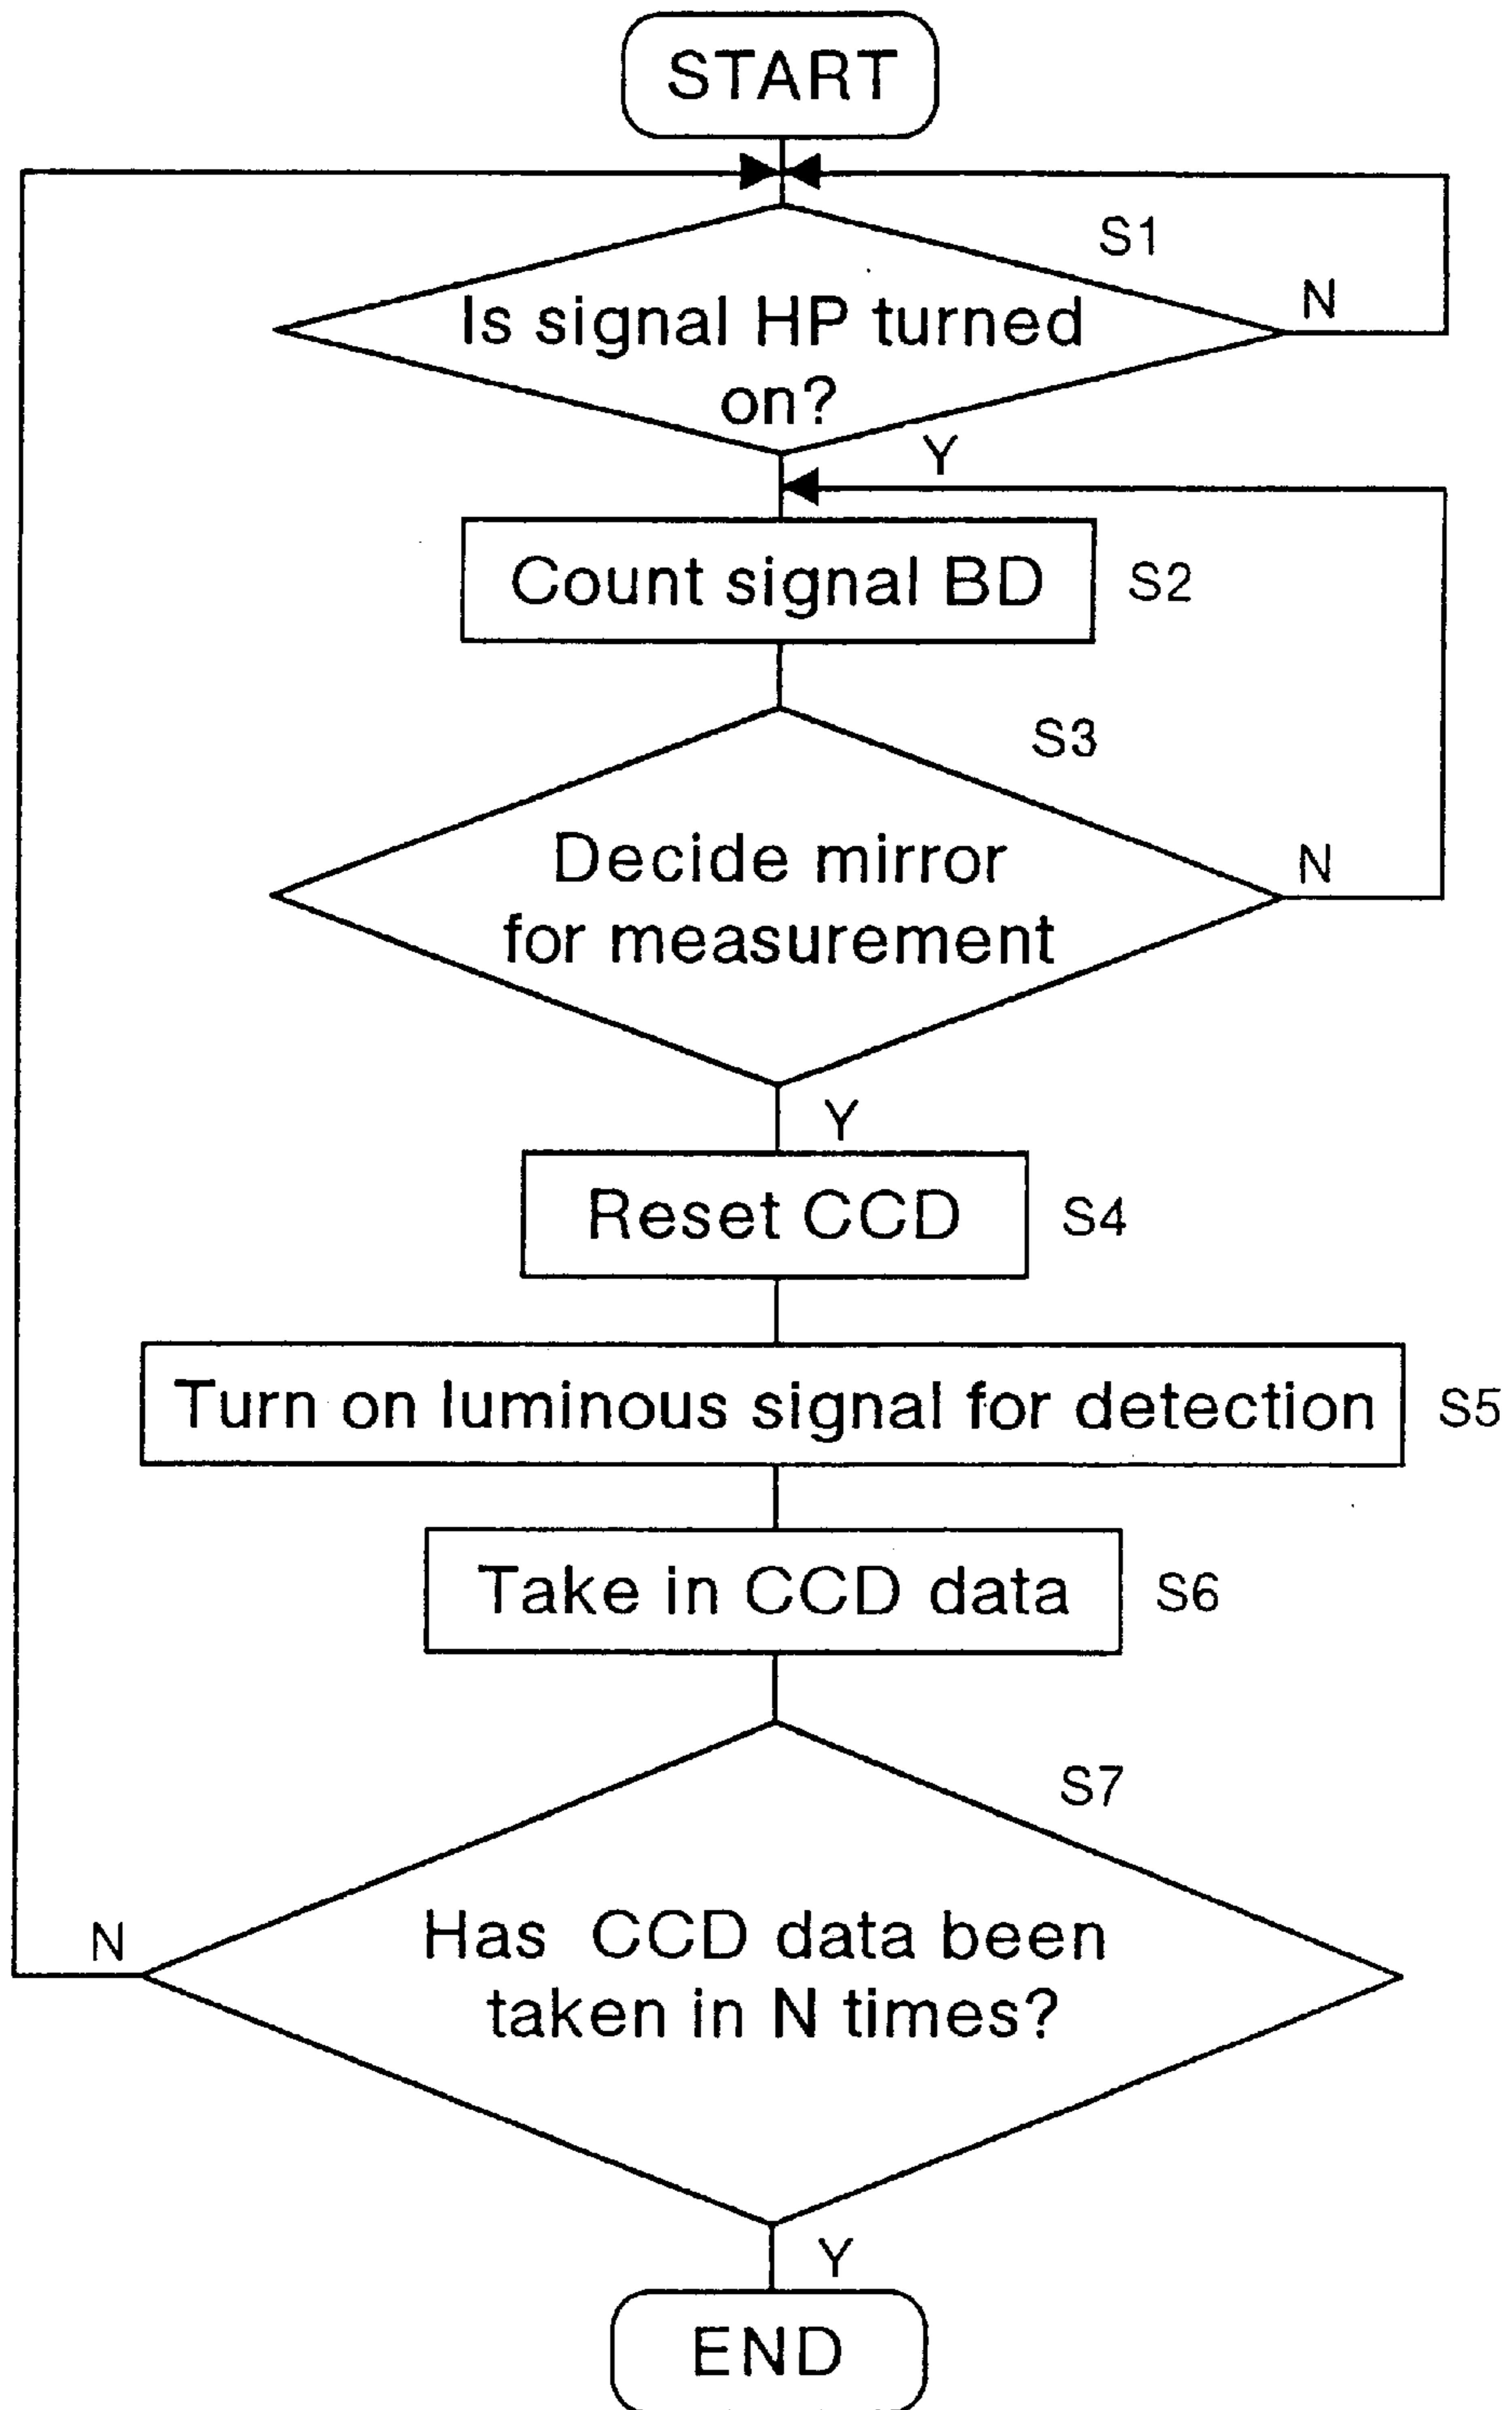 START
S1
Is signal HP turned
on?
N
Y
Count signal BD
S2
S3
Decide mirror
for measurement
N
Y
Reset CCD
S4
Turn on luminous signal for detection
S5
Take in CCD data
S6
S7
Has CCD data been
taken in N times?
N
Y
END